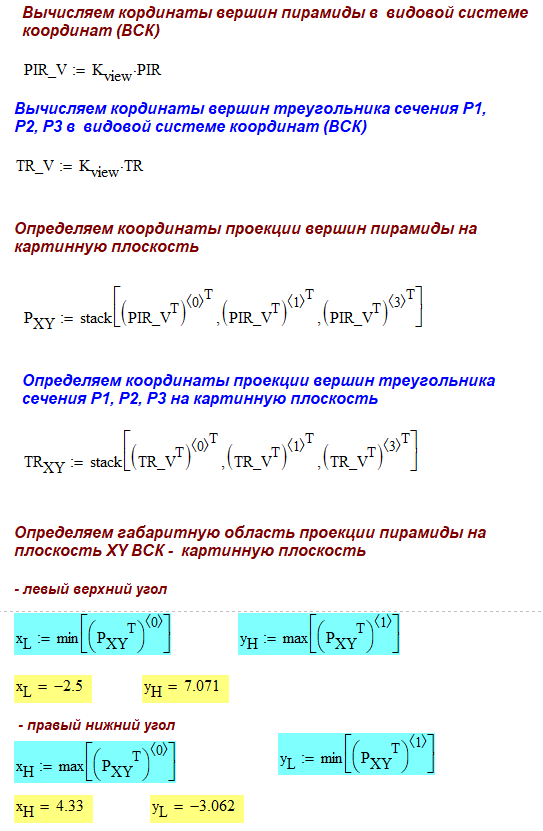 Вычисляем кординаты вершин пирамиды в видовой системе
координат (ВСК)
PIR_V := K_view·PIR
Вычисляем кординаты вершин треугольника сечения P1,
P2, P3 в видовой системе координат (ВСК)
TR_V := K_view·TR
Определяем координаты проекции вершин пирамиды на
картинную плоскость
P_XY := stack[(PIR_V^T)^⟨0⟩^T, (PIR_V^T)^⟨1⟩^T, (PIR_V^T)^⟨3⟩^T]
Определяем координаты проекции вершин треугольника
сечения P1, P2, P3 на картинную плоскость
TR_XY := stack[(TR_V^T)^⟨0⟩^T, (TR_V^T)^⟨1⟩^T, (TR_V^T)^⟨3⟩^T]
Определяем габаритную область проекции пирамиды на
плоскость XY ВСК - картинную плоскость
- левый верхний угол
x_L := min[(P_XY^T)^⟨0⟩] y_H := max[(P_XY^T)^⟨1⟩]
x_L = −2.5 y_H = 7.071
- правый нижний угол
x_H := max[(P_XY^T)^⟨0⟩] y_L := min[(P_XY^T)^⟨1⟩]
x_H = 4.33 y_L = −3.062